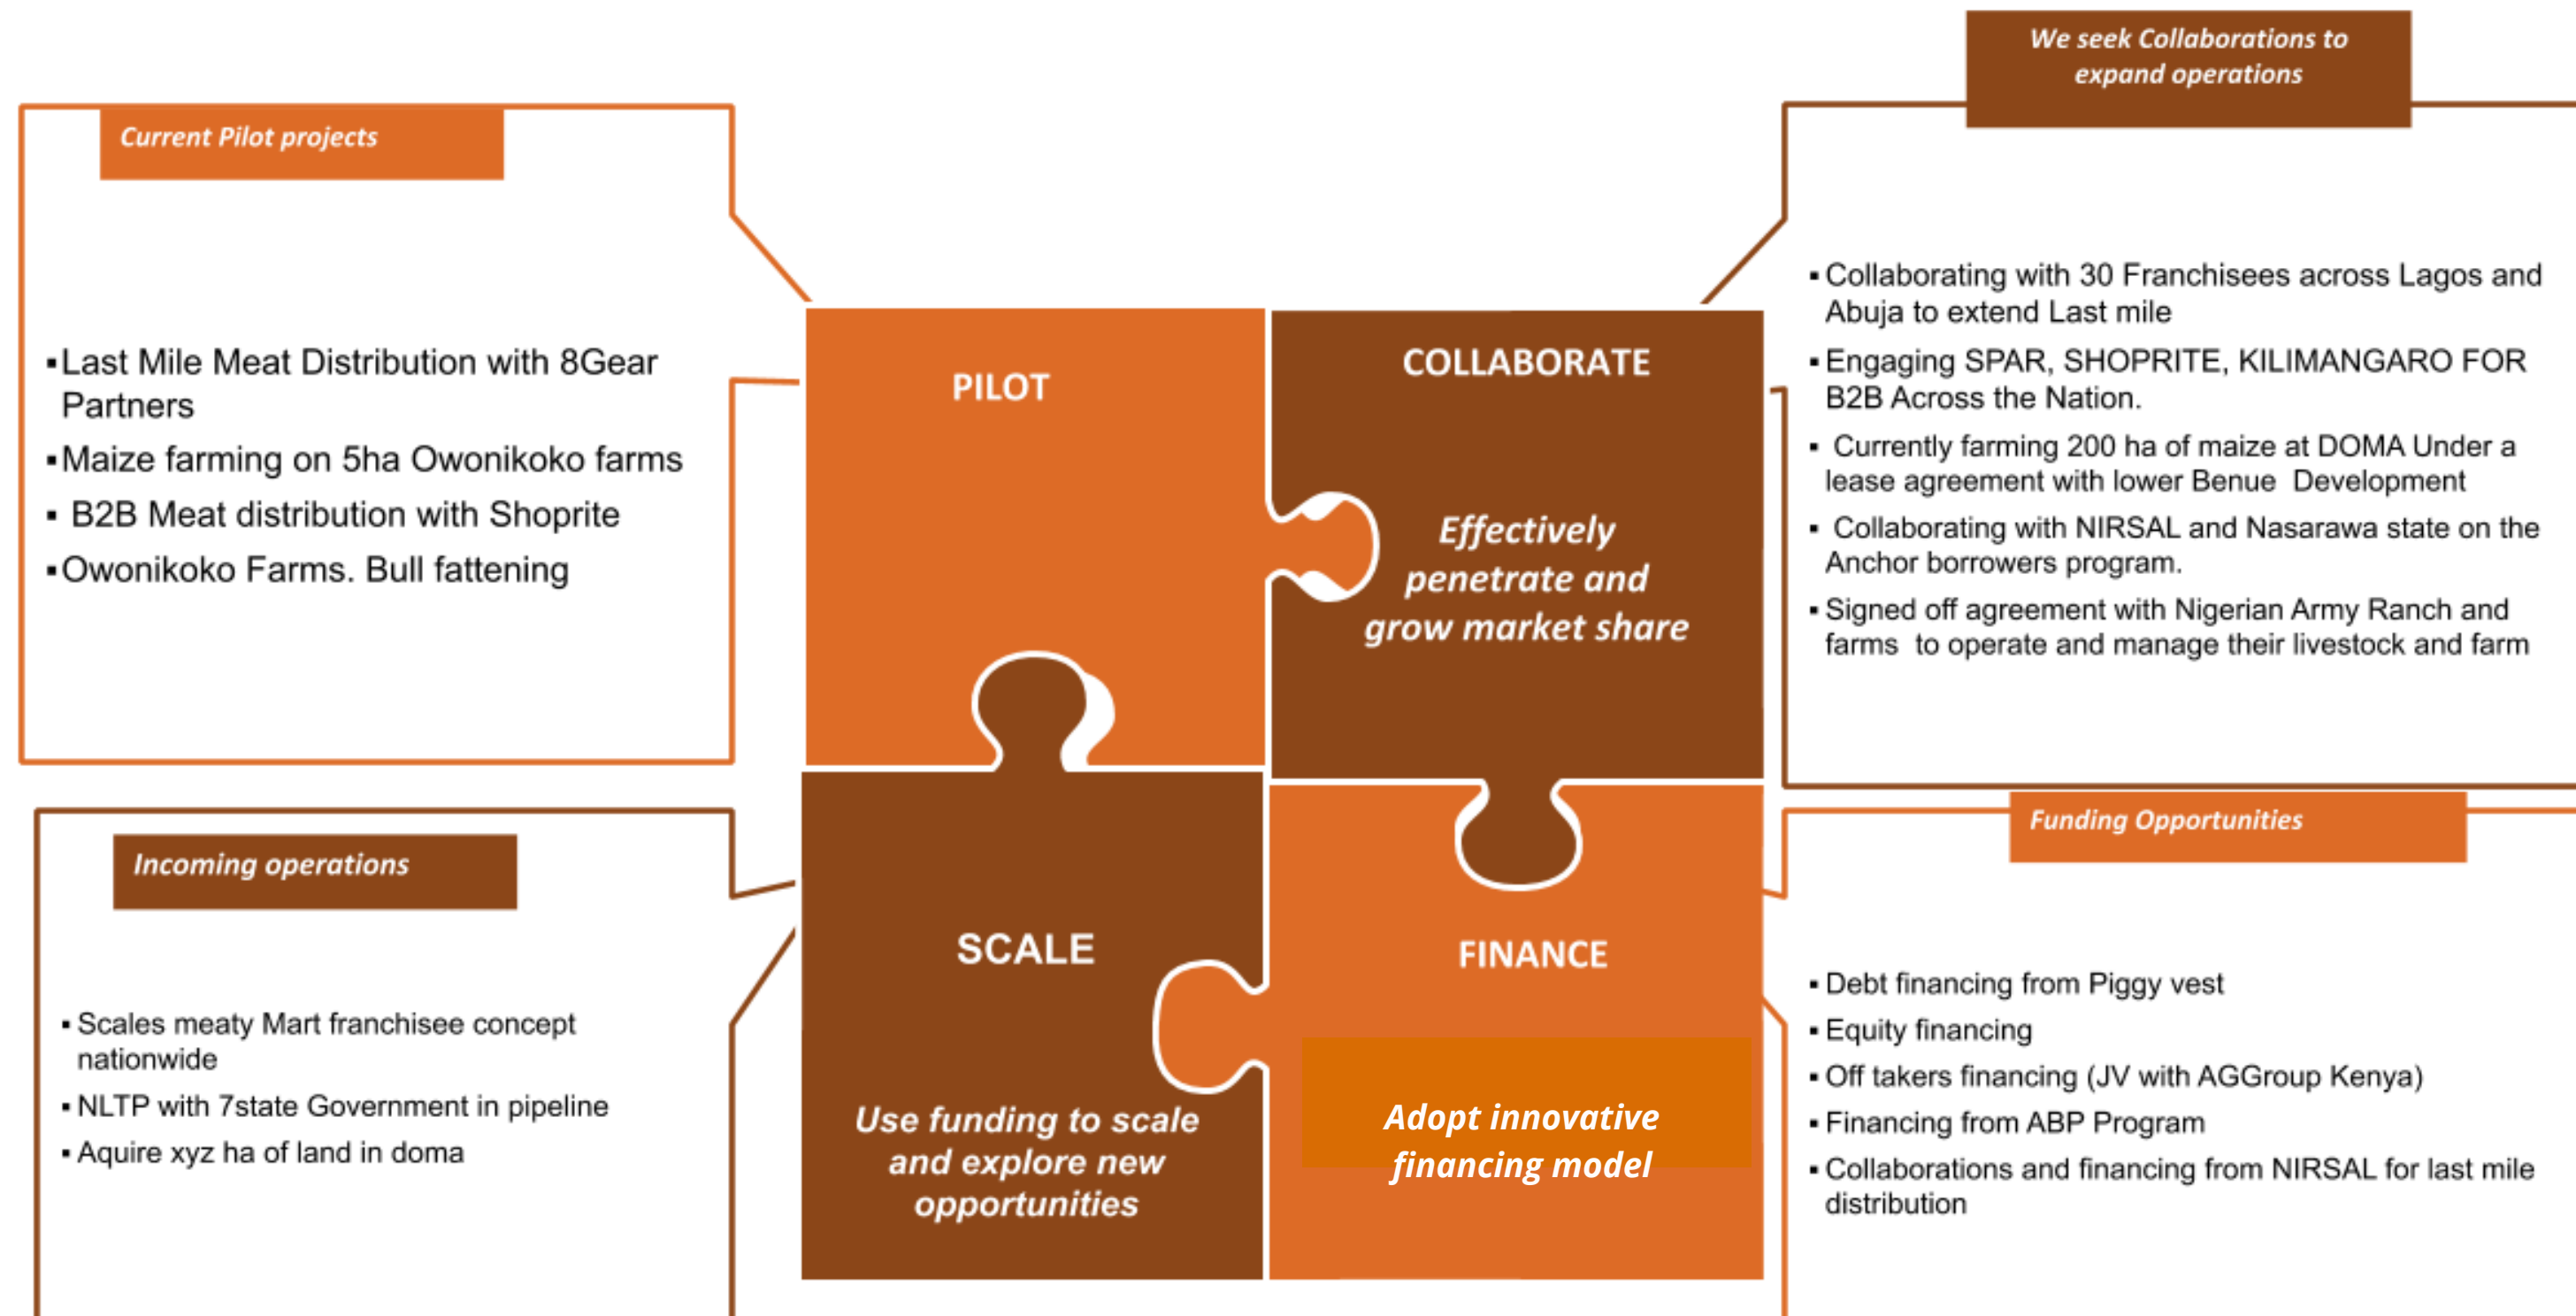 Current Pilot projects
▪Last Mile Meat Distribution with 8Gear
Partners
▪Maize farming on 5ha Owonikoko farms
▪ B2B Meat distribution with Shoprite
▪Owonikoko Farms. Bull fattening
PILOT
COLLABORATE
Effectively
penetrate and
grow market share
We seek Collaborations to
expand operations
▪Collaborating with 30 Franchisees across Lagos and
Abuja to extend Last mile
▪Engaging SPAR, SHOPRITE, KILIMANGARO FOR
B2B Across the Nation.
▪ Currently farming 200 ha of maize at DOMA Under a
lease agreement with lower Benue Development
▪ Collaborating with NIRSAL and Nasarawa state on the
Anchor borrowers program.
▪Signed off agreement with Nigerian Army Ranch and
farms to operate and manage their livestock and farm
Incoming operations
▪Scales meaty Mart franchisee concept
nationwide
▪NLTP with 7state Government in pipeline
▪Aquire xyz ha of land in doma
SCALE
Use funding to scale
and explore new
opportunities
FINANCE
Adopt innovative
financing model
Funding Opportunities
▪Debt financing from Piggy vest
▪Equity financing
▪Off takers financing (JV with AGGroup Kenya)
▪Financing from ABP Program
▪Collaborations and financing from NIRSAL for last mile
distribution